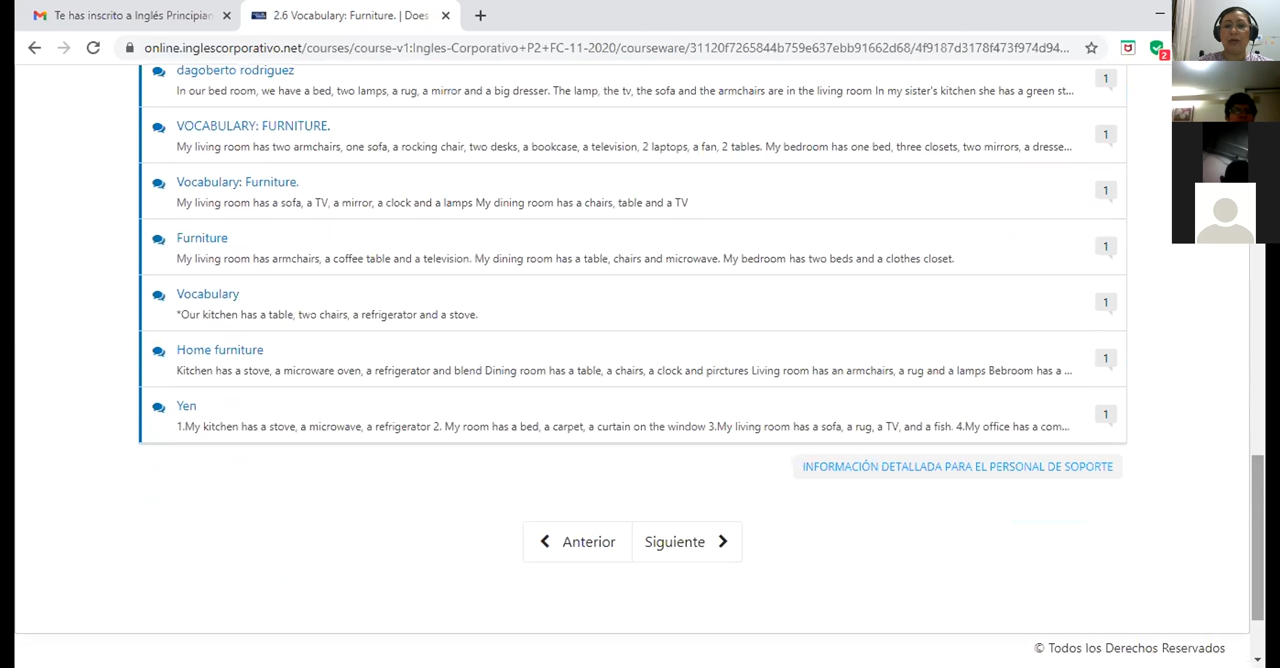 Te has inscrito a Inglés Principian
2.6 Vocabulary: Furniture. | Does
online.inglescorporativo.net/courses/course-v1:Ingles-Corporativo+P2+FC-11-2020/courseware/31120f7265844b759e637ebb91662d68/4f9187d3178f473f974d94...
2
dagoberto rodriguez
In our bed room, we have a bed, two lamps, a rug, a mirror and a big dresser. The lamp, the tv, the sofa and the armchairs are in the living room In my sister's kitchen she has a green st...
1
VOCABULARY: FURNITURE.
My living room has two armchairs, one sofa, a rocking chair, two desks, a bookcase, a television, 2 laptops, a fan, 2 tables. My bedroom has one bed, three closets, two mirrors, a dresse...
1
Vocabulary: Furniture.
My living room has a sofa, a TV, a mirror, a clock and a lamps My dining room has a chairs, table and a TV
1
Furniture
My living room has armchairs, a coffee table and a television. My dining room has a table, chairs and microwave. My bedroom has two beds and a clothes closet.
1
Vocabulary
*Our kitchen has a table, two chairs, a refrigerator and a stove.
1
Home furniture
Kitchen has a stove, a microware oven, a refrigerator and blend Dining room has a table, a chairs, a clock and pirctures Living room has an armchairs, a rug and a lamps Bebroom has a ...
1
Yen
1.My kitchen has a stove, a microwave, a refrigerator 2. My room has a bed, a carpet, a curtain on the window 3.My living room has a sofa, a rug, a TV, and a fish. 4.My office has a com...
1
INFORMACIÓN DETALLADA PARA EL PERSONAL DE SOPORTE
Anterior
Siguiente
© Todos los Derechos Reservados